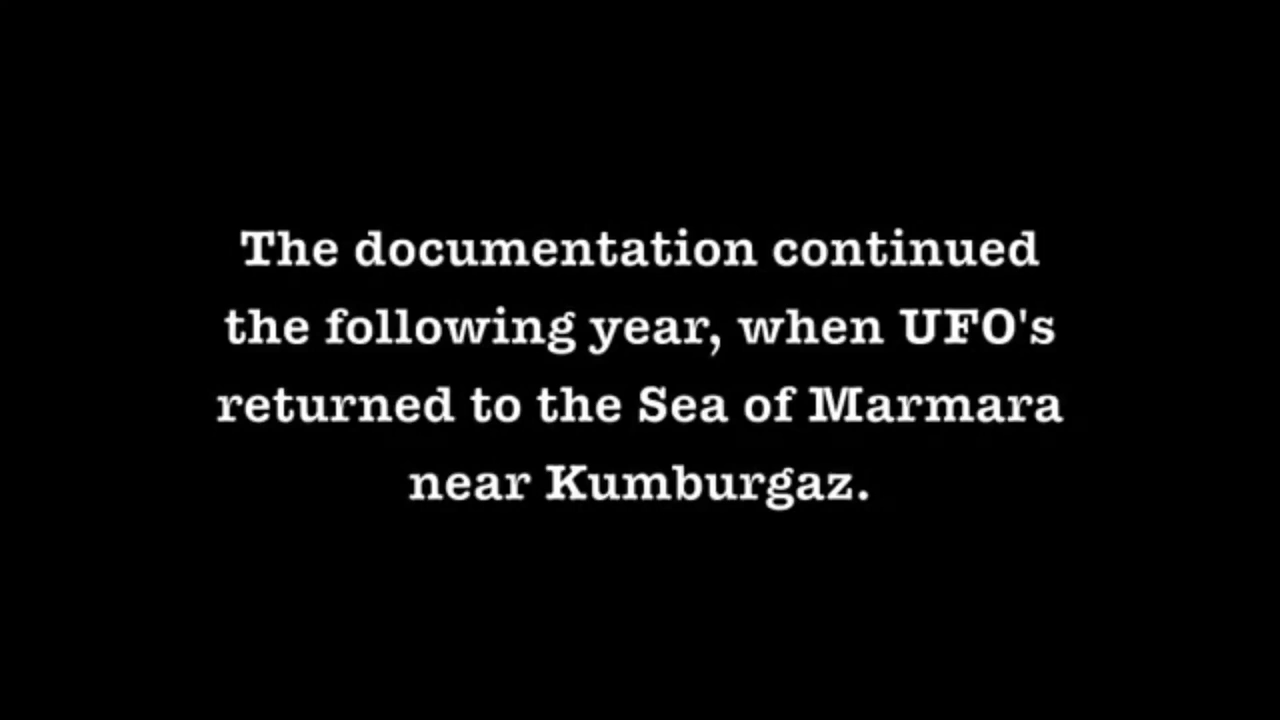 The documentation continued
the following year, when UFO's
returned to the Sea of Marmara
near Kumburgaz.